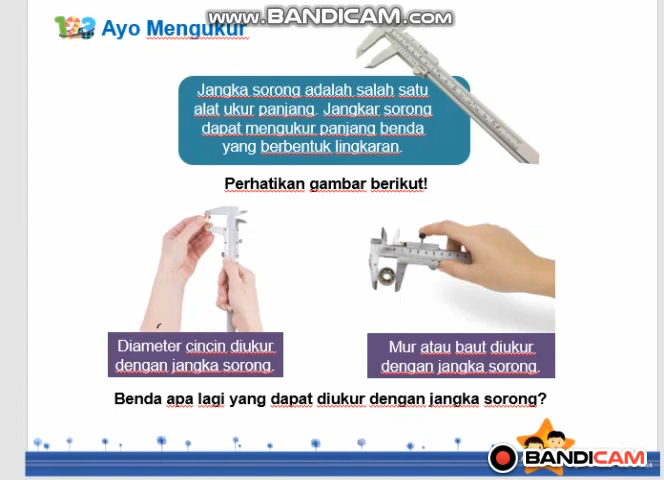 www.BANDICAM.com
123 Ayo Mengukur
Jangka sorong adalah salah satu
alat ukur panjang. Jangkar sorong
dapat mengukur panjang benda
yang berbentuk lingkaran.
Perhatikan gambar berikut!
Diameter cincin diukur
dengan jangka sorong.
Mur atau baut diukur
dengan jangka sorong.
Benda apa lagi yang dapat diukur dengan jangka sorong?
BANDICAM